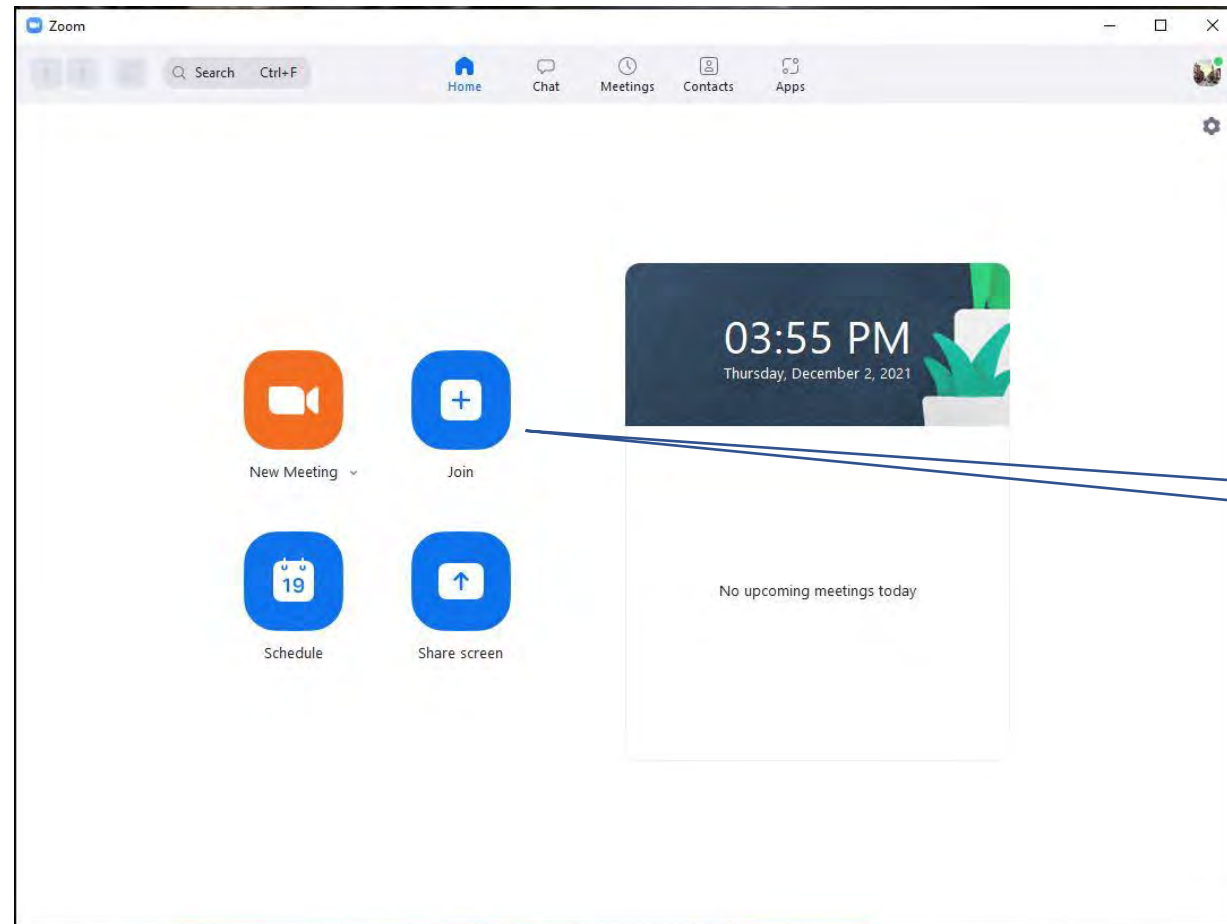 Zoom
Search Ctrl+F
Home Chat Meetings Contacts Apps
03:55 PM
Thursday, December 2, 2021
New Meeting Join
19
Schedule Share screen
No upcoming meetings today